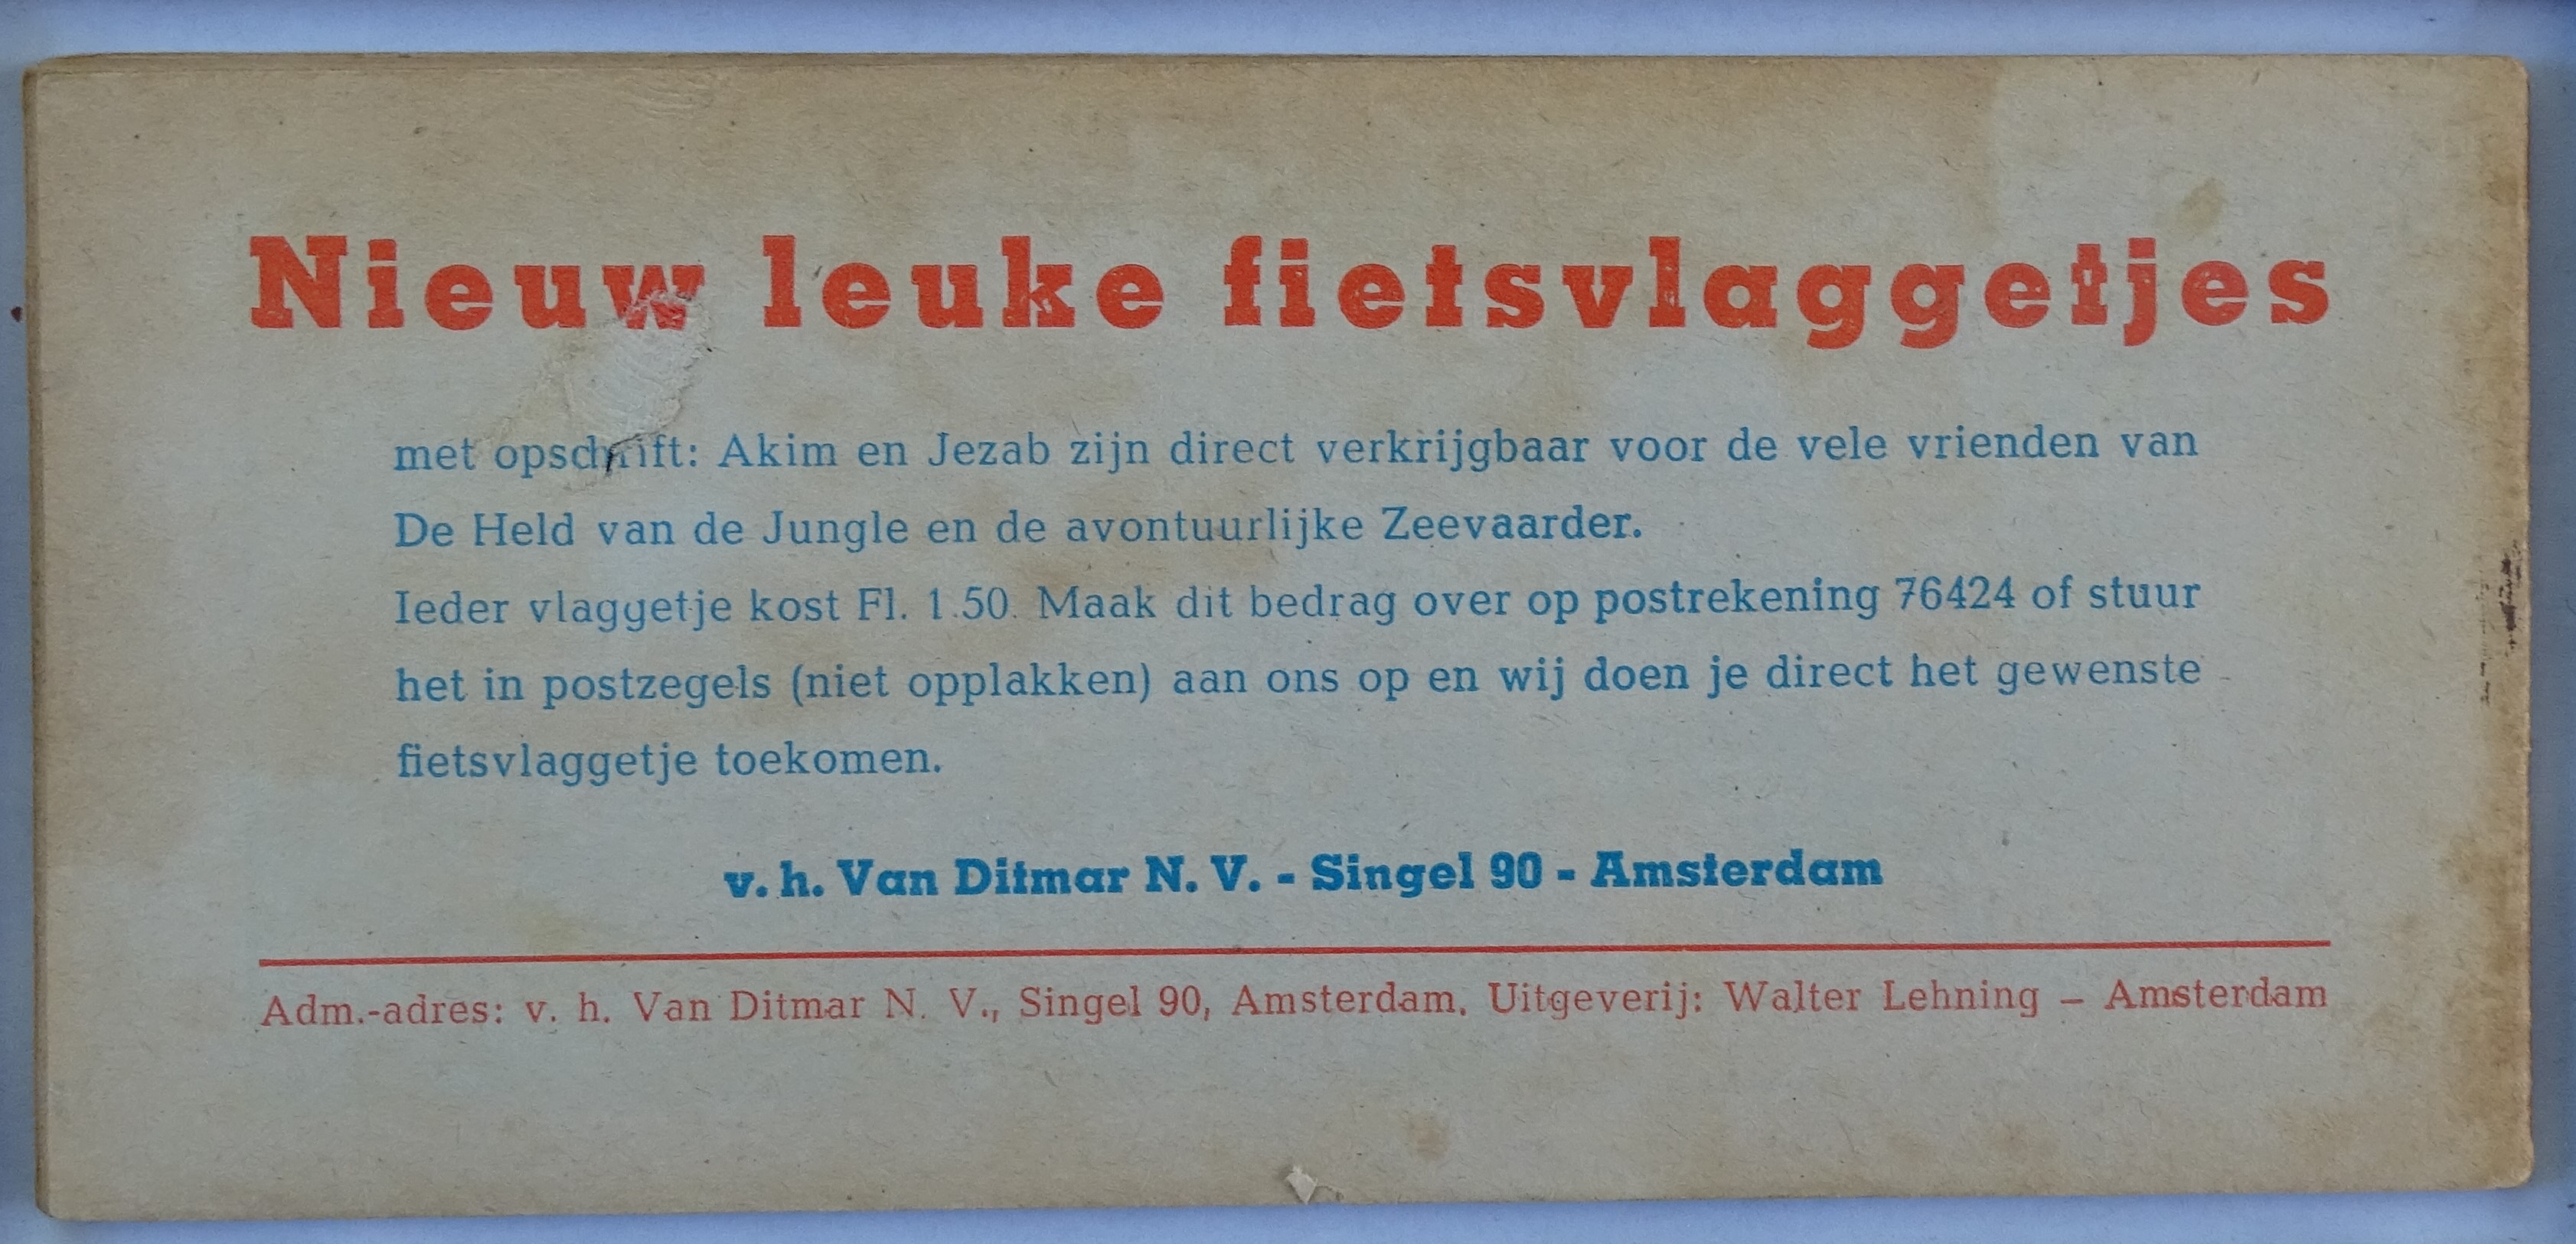 Nieuw leuke fietsvlaggetjes
met opschrift: Akim en Jezab zijn direct verkrijgbaar voor de vele vrienden van
De Held van de Jungle en de avontuurlijke Zeevaarder.
Ieder vlaggetje kost Fl. 1.50. Maak dit bedrag over op postrekening 76424 of stuur
het in postzegels (niet opplakken) aan ons op en wij doen je direct het gewenste
fietsvlaggetje toekomen.
v. h. Van Ditmar N. V. - Singel 90 - Amsterdam
Adm.-adres: v. h. Van Ditmar N. V., Singel 90, Amsterdam. Uitgeverij: Walter Lehning – Amsterdam